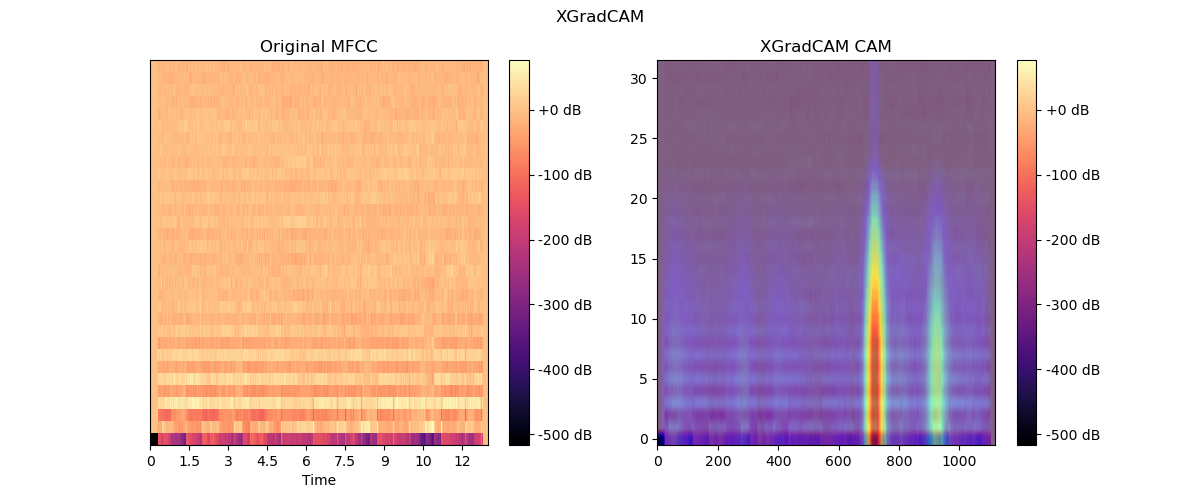 XGradCAM
Original MFCC
+0 dB
-100 dB
-200 dB
-300 dB
-400 dB
-500 dB
0 1.5 3 4.5 6 7.5 9 10 12
Time
XGradCAM CAM
30
25
20
15
10
5
0
0 200 400 600 800 1000
+0 dB
-100 dB
-200 dB
-300 dB
-400 dB
-500 dB